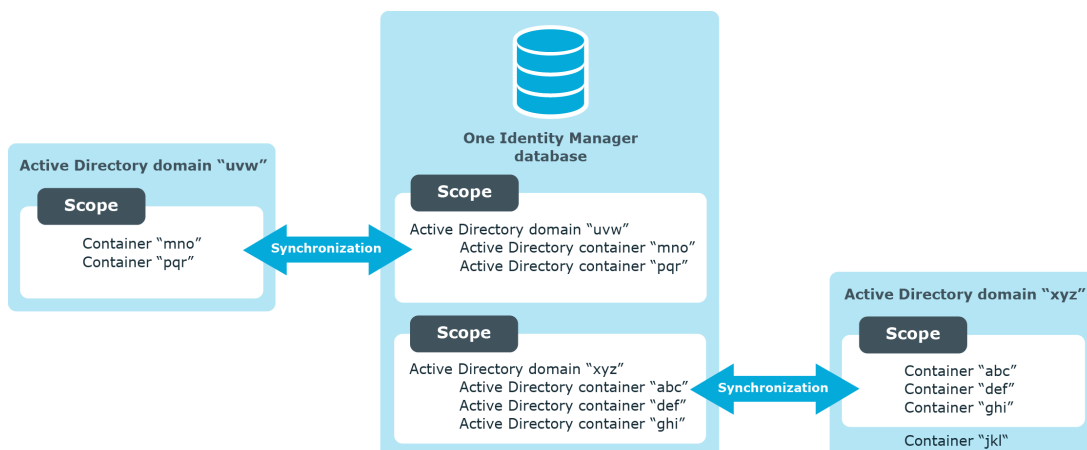 One Identity Manager
database
Active Directory domain “uvw”
Scope
Container “mno”
Container “pqr”
Synchronization
Scope
Active Directory domain “uvw”
Active Directory container “mno”
Active Directory container “pqr”
Scope
Active Directory domain “xyz”
Active Directory container “abc”
Active Directory container “def”
Active Directory container “ghi”
Synchronization
Active Directory domain “xyz”
Scope
Container “abc”
Container “def”
Container “ghi”
Container “jkl“